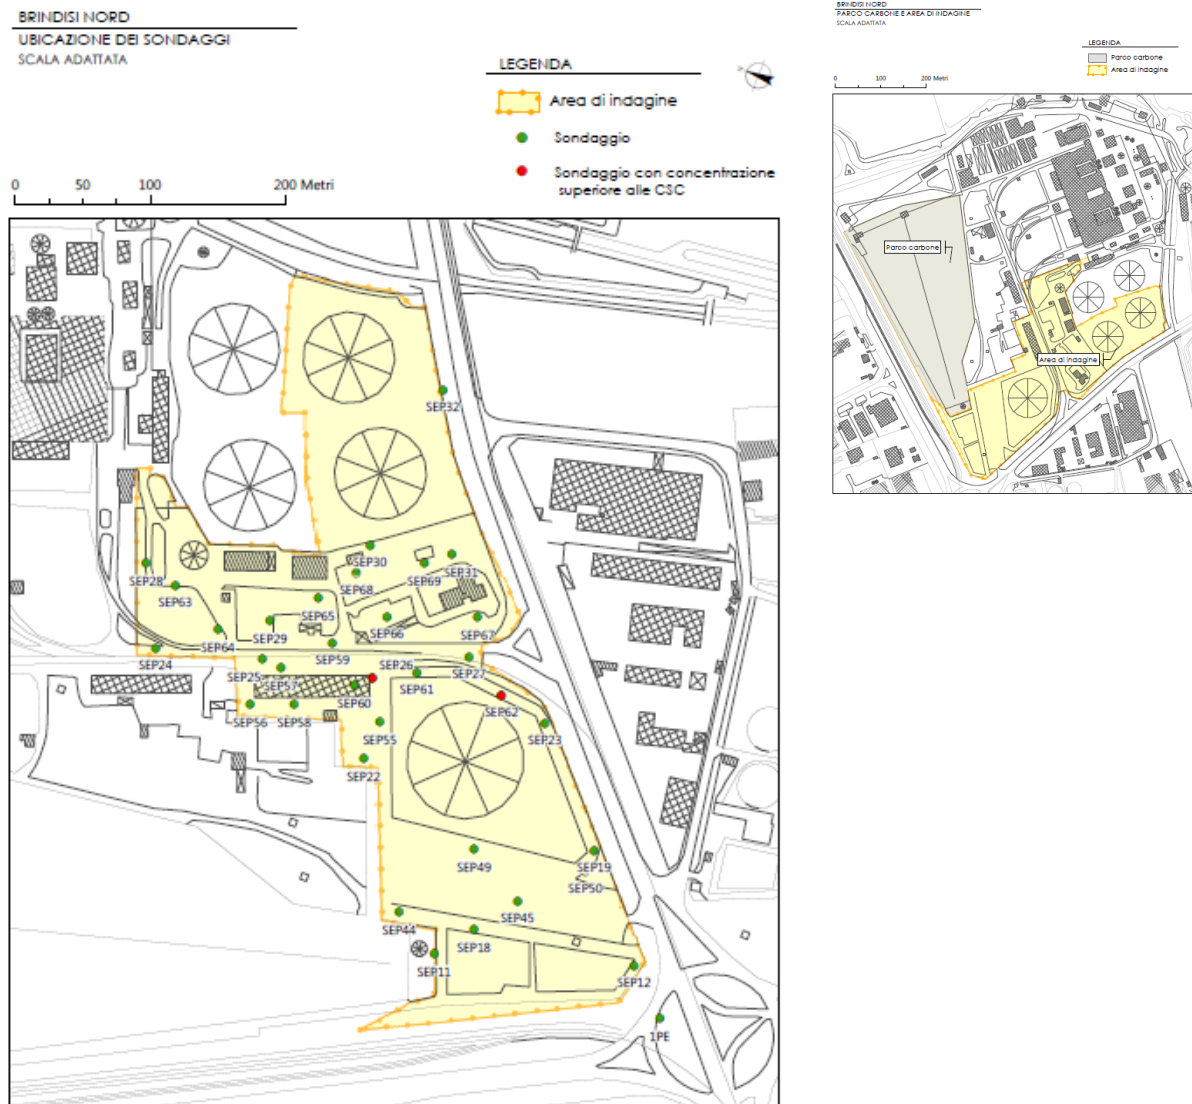 BRINDISI NORD
UBICAZIONE DEI SONDAGGI
SCALA ADATTATA
LEGENDA
Area di indagine
Sondaggio
Sondaggio con concentrazione
superiore alle CSC
0 50 100 200 Metri
SEP32
SEP30
SEP68
SEP69
SEP31
SEP28
SEP63
SEP65
SEP66
SEP67
SEP64
SEP29
SEP24
SEP59
SEP25
SEP57
SEP26
SEP27
SEP61
SEP60
SEP62
SEP56
SEP58
SEP55
SEP23
SEP22
SEP49
SEP19
SEP50
SEP45
SEP44
SEP18
SEP11
SEP12
1PE
BRINDISI NORD
PARCO CARBONE E AREA DI INDAGINE
SCALA ADATTATA
LEGENDA
Parco carbone
Area di indagine
0 100 200 Metri
Parco carbone
Area di indagine